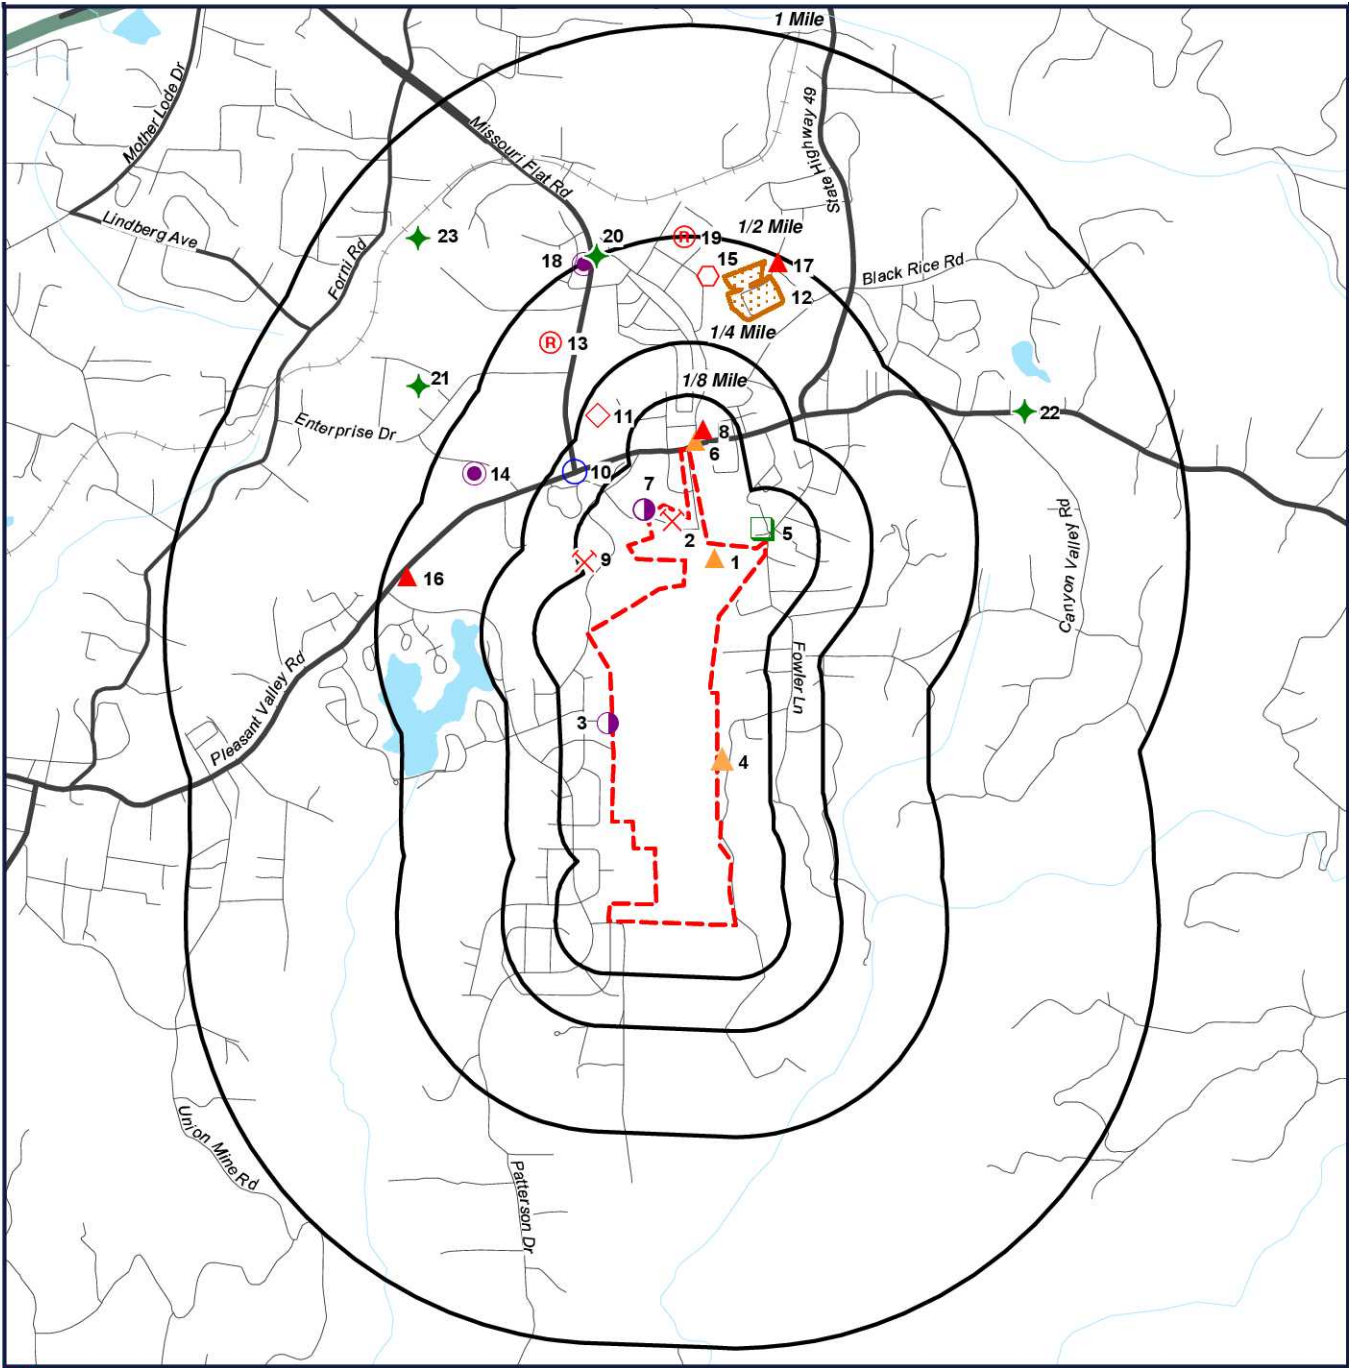 1 Mile
Mother Lode Dr
Missouri Flat Rd
State Highway 49
Lindberg Ave
Forni Rd
23
20
19
1/2 Mile
18
15
17
Black Rice Rd
12
1/4 Mile
13
1/8 Mile
21
11
22
Enterprise Dr
8
6
14
10
7
2
5
Canyon Valley Rd
9
1
16
Fowler Ln
Pleasant Valley Rd
3
4
Union Mine Rd
Patterson Dr
R
R